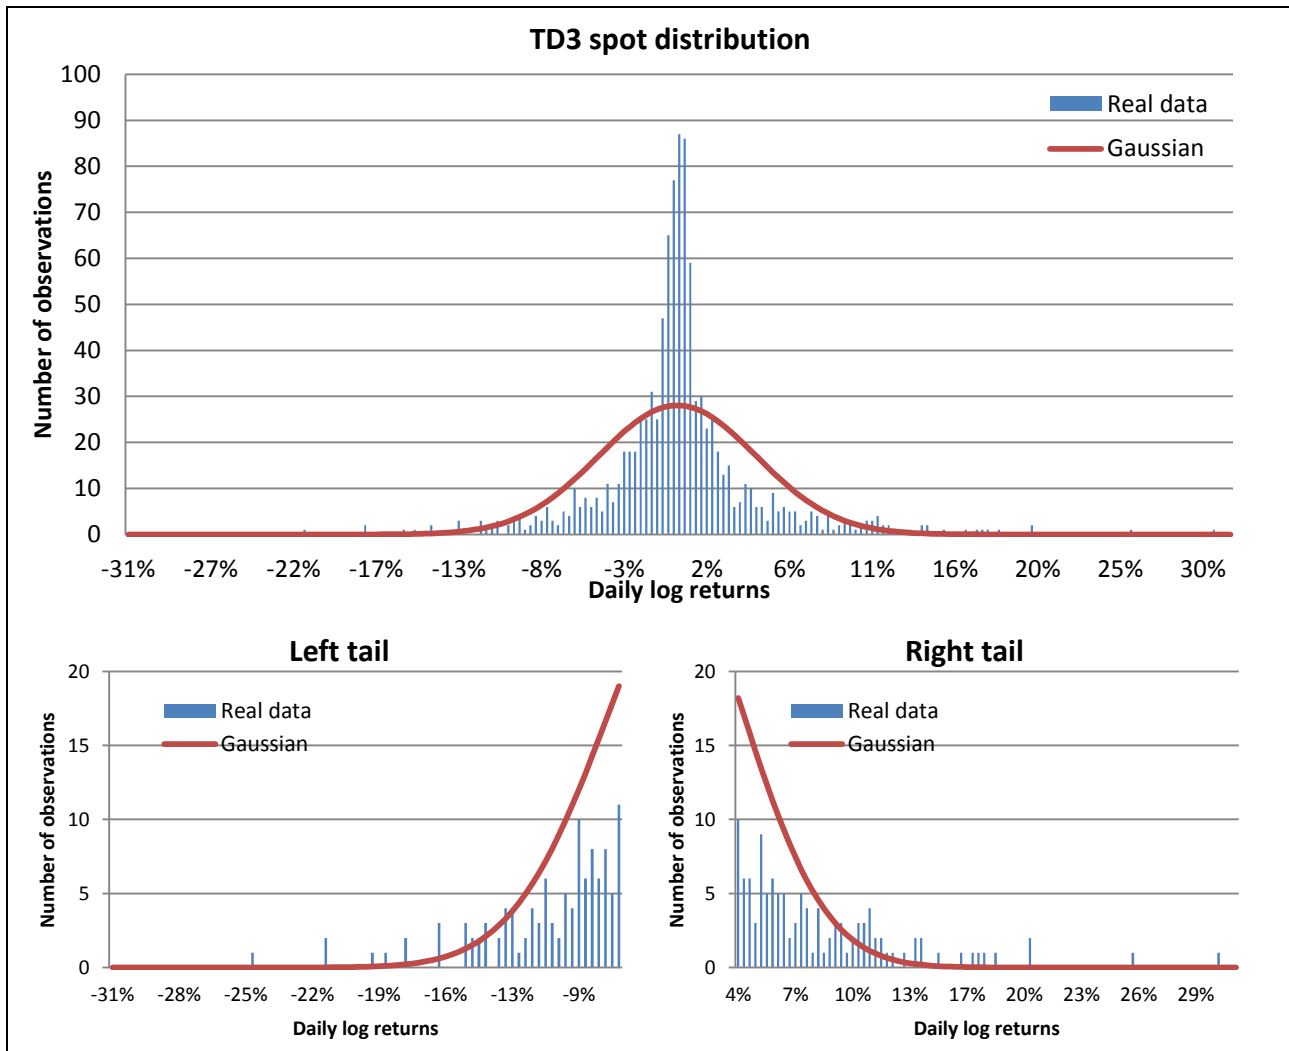 TD3 spot distribution
100
90
80
70
60
50
40
30
20
10
0
Number of observations
Real data
Gaussian
-31% -27% -22% -17% -13% -8% -3% 2% 6% 11% 16% 20% 25% 30%
Daily log returns
Left tail
20
15
10
5
0
Number of observations
Real data
Gaussian
-31% -28% -25% -22% -19% -16% -13% -9%
Daily log returns
Right tail
20
15
10
5
0
Number of observations
Real data
Gaussian
4% 7% 10% 13% 17% 20% 23% 26% 29%
Daily log returns